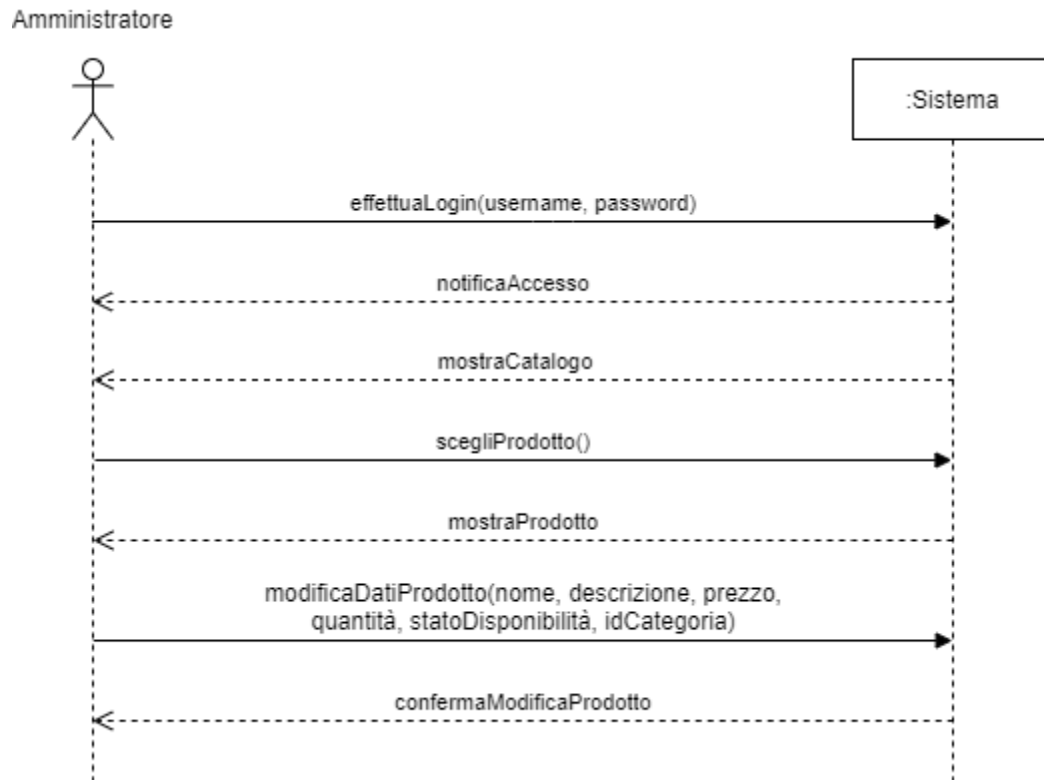 Amministratore
:Sistema
effettuaLogin(username, password)
notificaAccesso
mostraCatalogo
scegliProdotto()
mostraProdotto
modificaDatiProdotto(nome, descrizione, prezzo,
quantità, statoDisponibilità, idCategoria)
confermaModificaProdotto